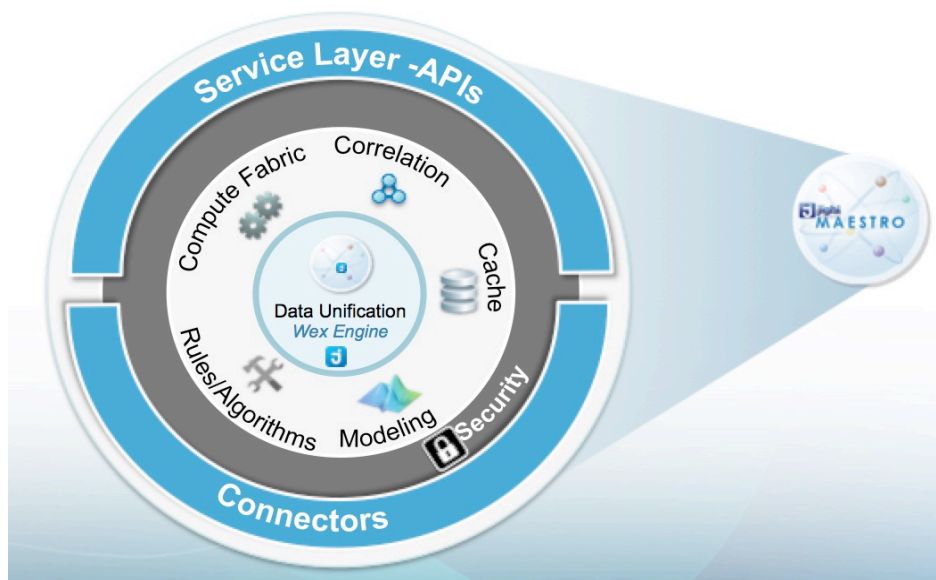 Service Layer -APIs
Compute Fabric
Correlation
Cache
Data Unification
Wex Engine
Rules/Algorithms
Modeling
Security
Connectors
MAESTRO